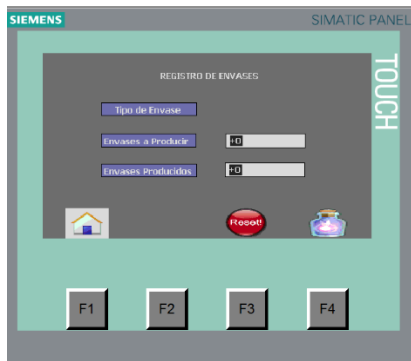 SIEMENS
SIMATIC PANEL
TOUCH
REGISTRO DE ENVASES
Tipo de Envase
Envases a Producir +0
Envases Producidos +0
Reset!
F1 F2 F3 F4